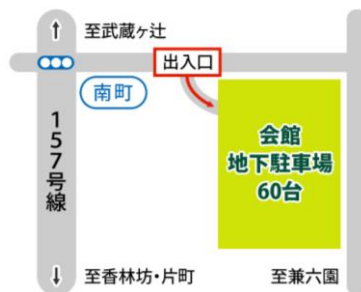 至武蔵ヶ辻
出入口
南町
157号線
会館
地下駐車場
60台
至香林坊・片町
至兼六園